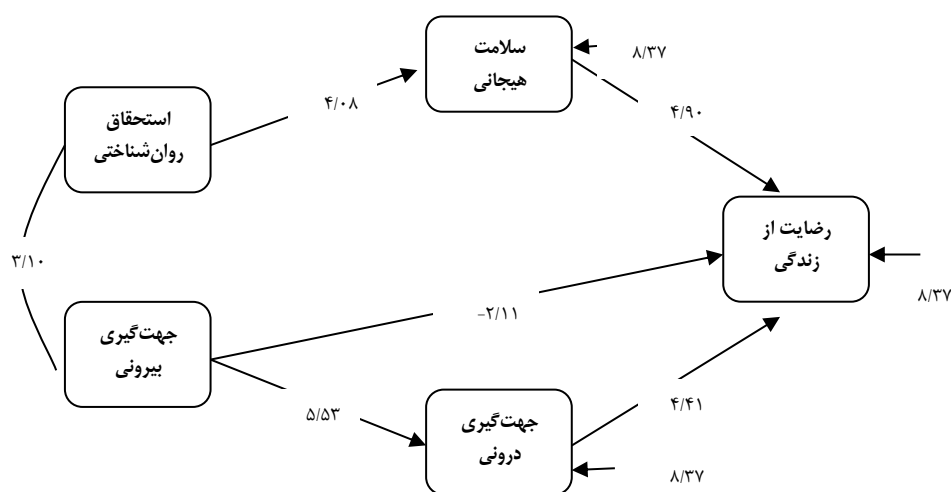 سلامت
هیجانی
۸/۳۷
۴/۰۸
۴/۹۰
استحقاق
روان‌شناختی
رضایت از
زندگی
۳/۱۰
۸/۳۷
جهت‌گیری
بیرونی
-۲/۱۱
۵/۵۳
جهت‌گیری
درونی
۴/۴۱
۸/۳۷